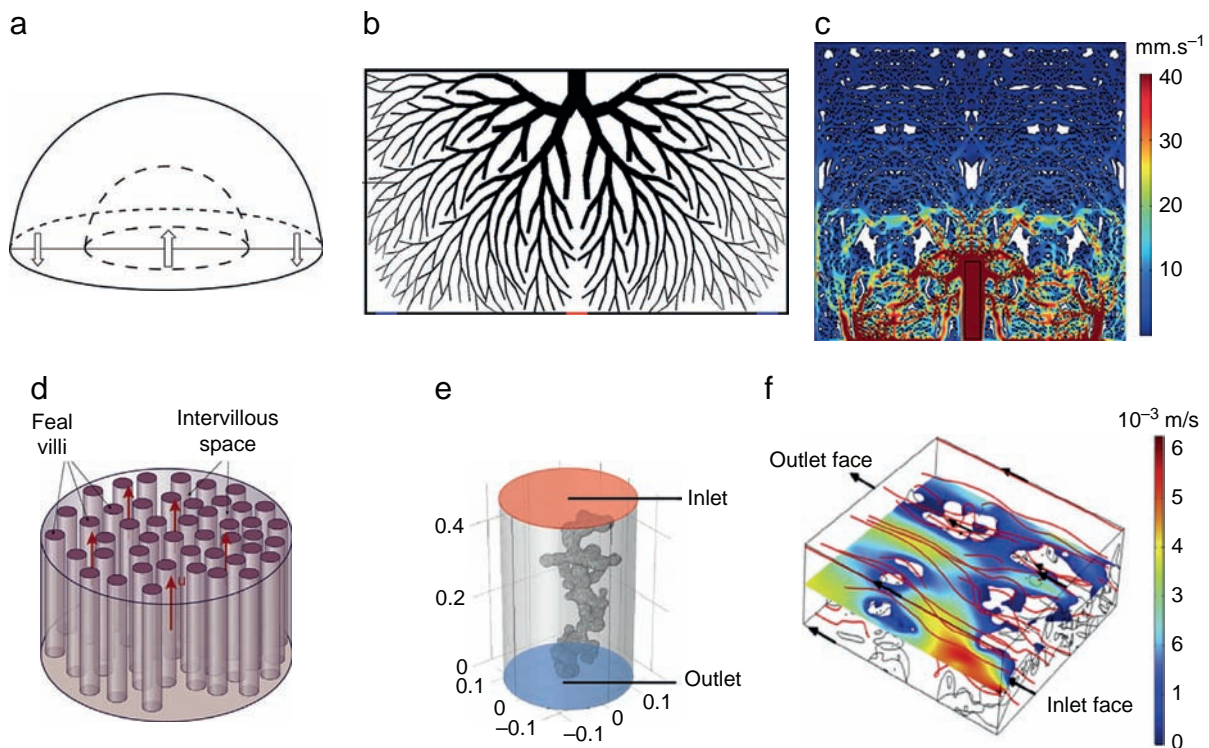 a
b
c
mm.s⁻¹
40
30
20
10
d
Feal
villi
Intervillous
space
u
e
0.4
0.2
0
0.1
0
–0.1
–0.1
0
0.1
Inlet
Outlet
f
10⁻³ m/s
6
5
4
3
6
1
0
Outlet face
Inlet face